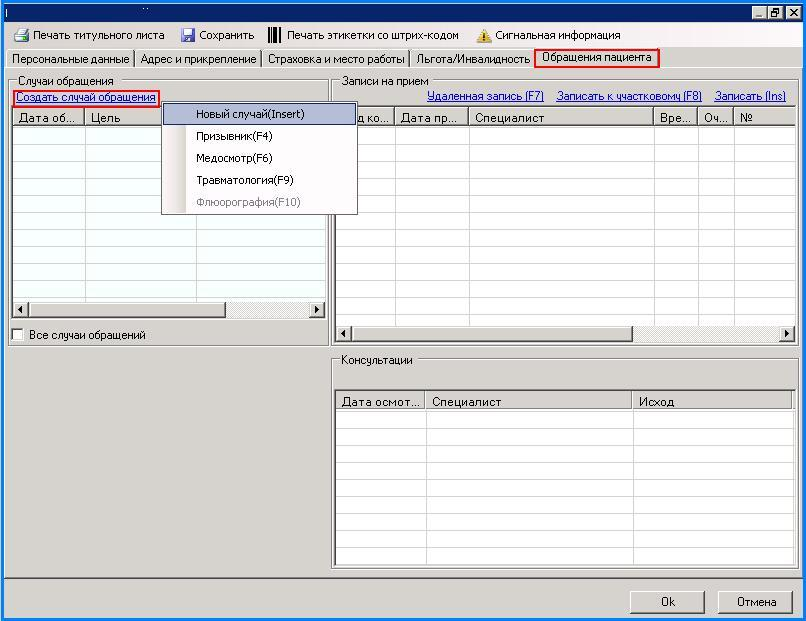 Печать титульного листа Сохранить Печать этикетки со штрих-кодом Сигнальная информация
Персональные данные Адрес и прикрепление Страховка и место работы Льгота/Инвалидность Обращения пациента
Случаи обращения
Создать случай обращения
Дата об... Цель
Новый случай(Insert)
Призывник(F4)
Медосмотр(F6)
Травматология(F9)
Флюорография(F10)
Все случаи обращений
Записи на прием
Удаленная запись (F7) Записать к участковому (F8) Записать (Ins)
д ко... Дата пр... Специалист Вре... Оч... №
Консультации
Дата осмот... Специалист Исход
Ok Отмена